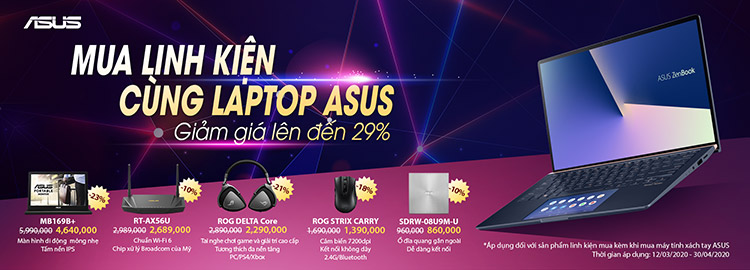 ASUS
MUA LINH KIỆN
CÙNG LAPTOP ASUS
Giảm giá lên đến 29%
ASUS ZenBook
ASUS
PORTABLE
-23%
-10%
-21%
-18%
-10%
MB169B+
5,990,000 4,640,000
Màn hình di động mỏng nhẹ
Tấm nền IPS
RT-AX56U
2,989,000 2,689,000
Chuẩn Wi-Fi 6
Chip xử lý Broadcom của Mỹ
ROG DELTA Core
2,890,000 2,290,000
Tai nghe chơi game và giải trí cao cấp
Tương thích đa nền tảng
PC/PS4/Xbox
ROG STRIX CARRY
1,690,000 1,390,000
Cảm biến 7200dpi
Kết nối không dây
2.4G/Bluetooth
SDRW-08U9M-U
960,000 860,000
Ổ đĩa quang gắn ngoài
Dễ dàng kết nối
*Áp dụng đối với sản phẩm linh kiện mua kèm khi mua máy tính xách tay ASUS
Thời gian áp dụng: 12/03/2020 - 30/04/2020